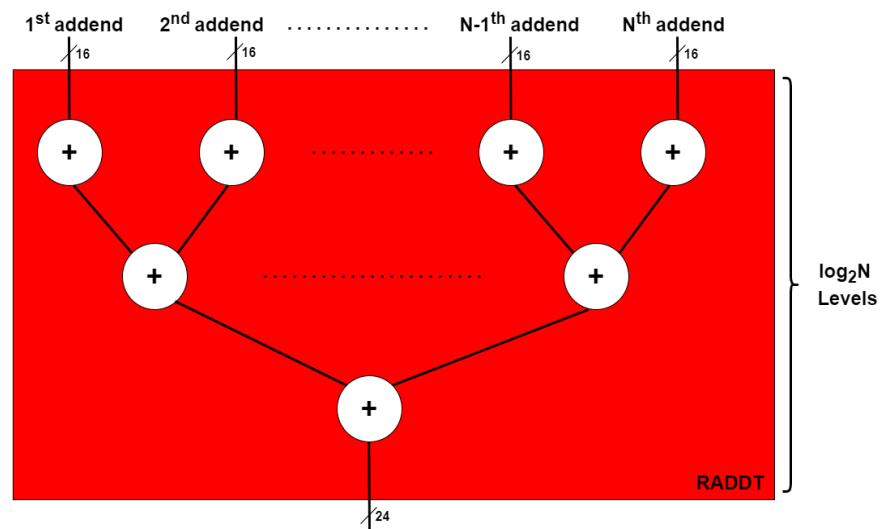 1st addend 2nd addend .................. N-1th addend Nth addend
16 16 16 16
+ + ............... + +
+ ........................... +
log2N
Levels
+
RADDT
24